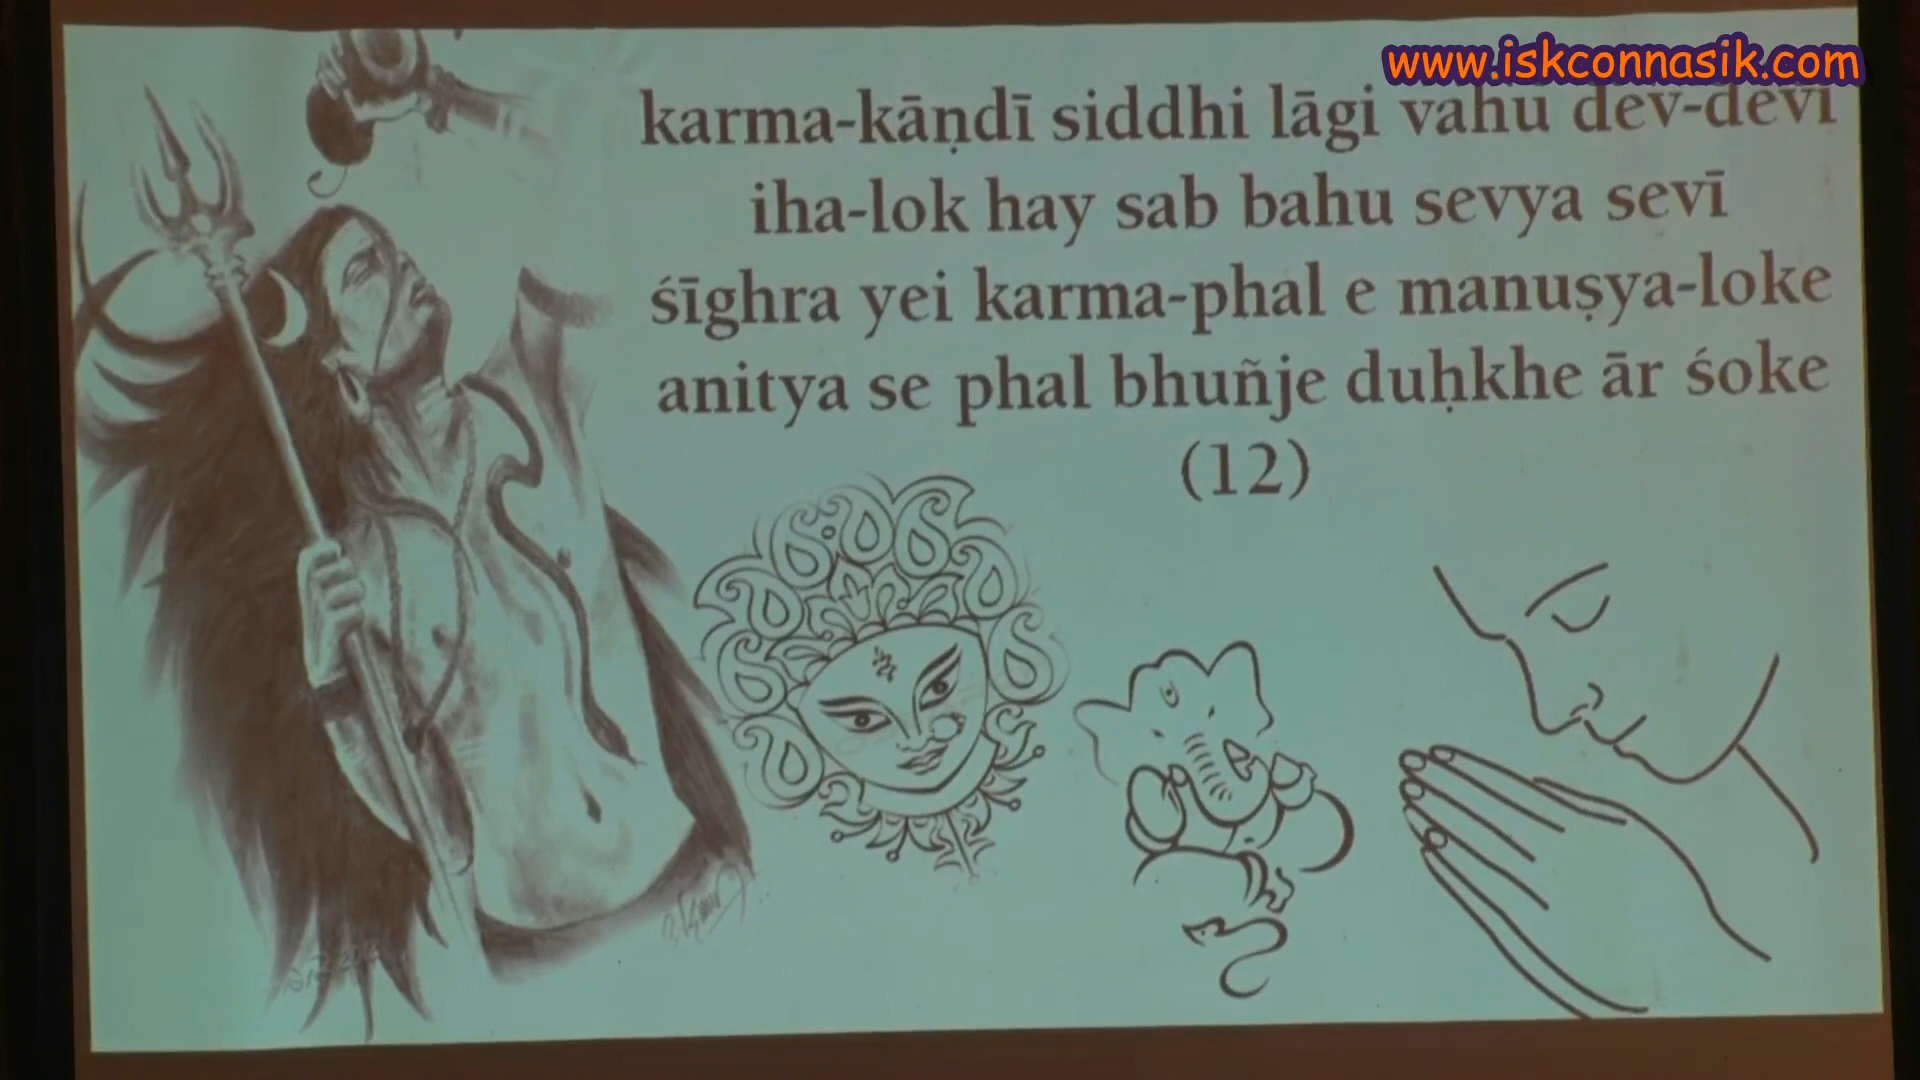 www.iskconnasik.com
karma-kāṇḍī siddhi lāgi vahu dev-devī
iha-lok hay sab bahu sevya sevī
śīghra yei karma-phal e manuṣya-loke
anitya se phal bhuñje duḥkhe ār śoke
(12)